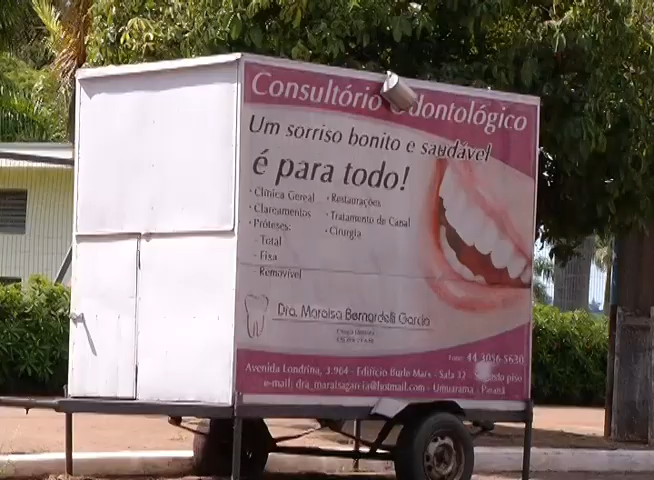 Consultório Odontológico
Um sorriso bonito e saudável
é para todo!
· Clínica Gereal
· Clareamentos
· Próteses:
- Total
- Fixa
- Removível
· Restaurações
· Tratamento de Canal
· Cirurgia
Dra. Maraisa Bernardelli Garcia
Fone: 44 3056-5630
Avenida Londrina, 3.964 - Edifício Burle Marx - Sala 32 - piso
e-mail: dra_maraisagarcia@hotmail.com - Umuarama - Paraná